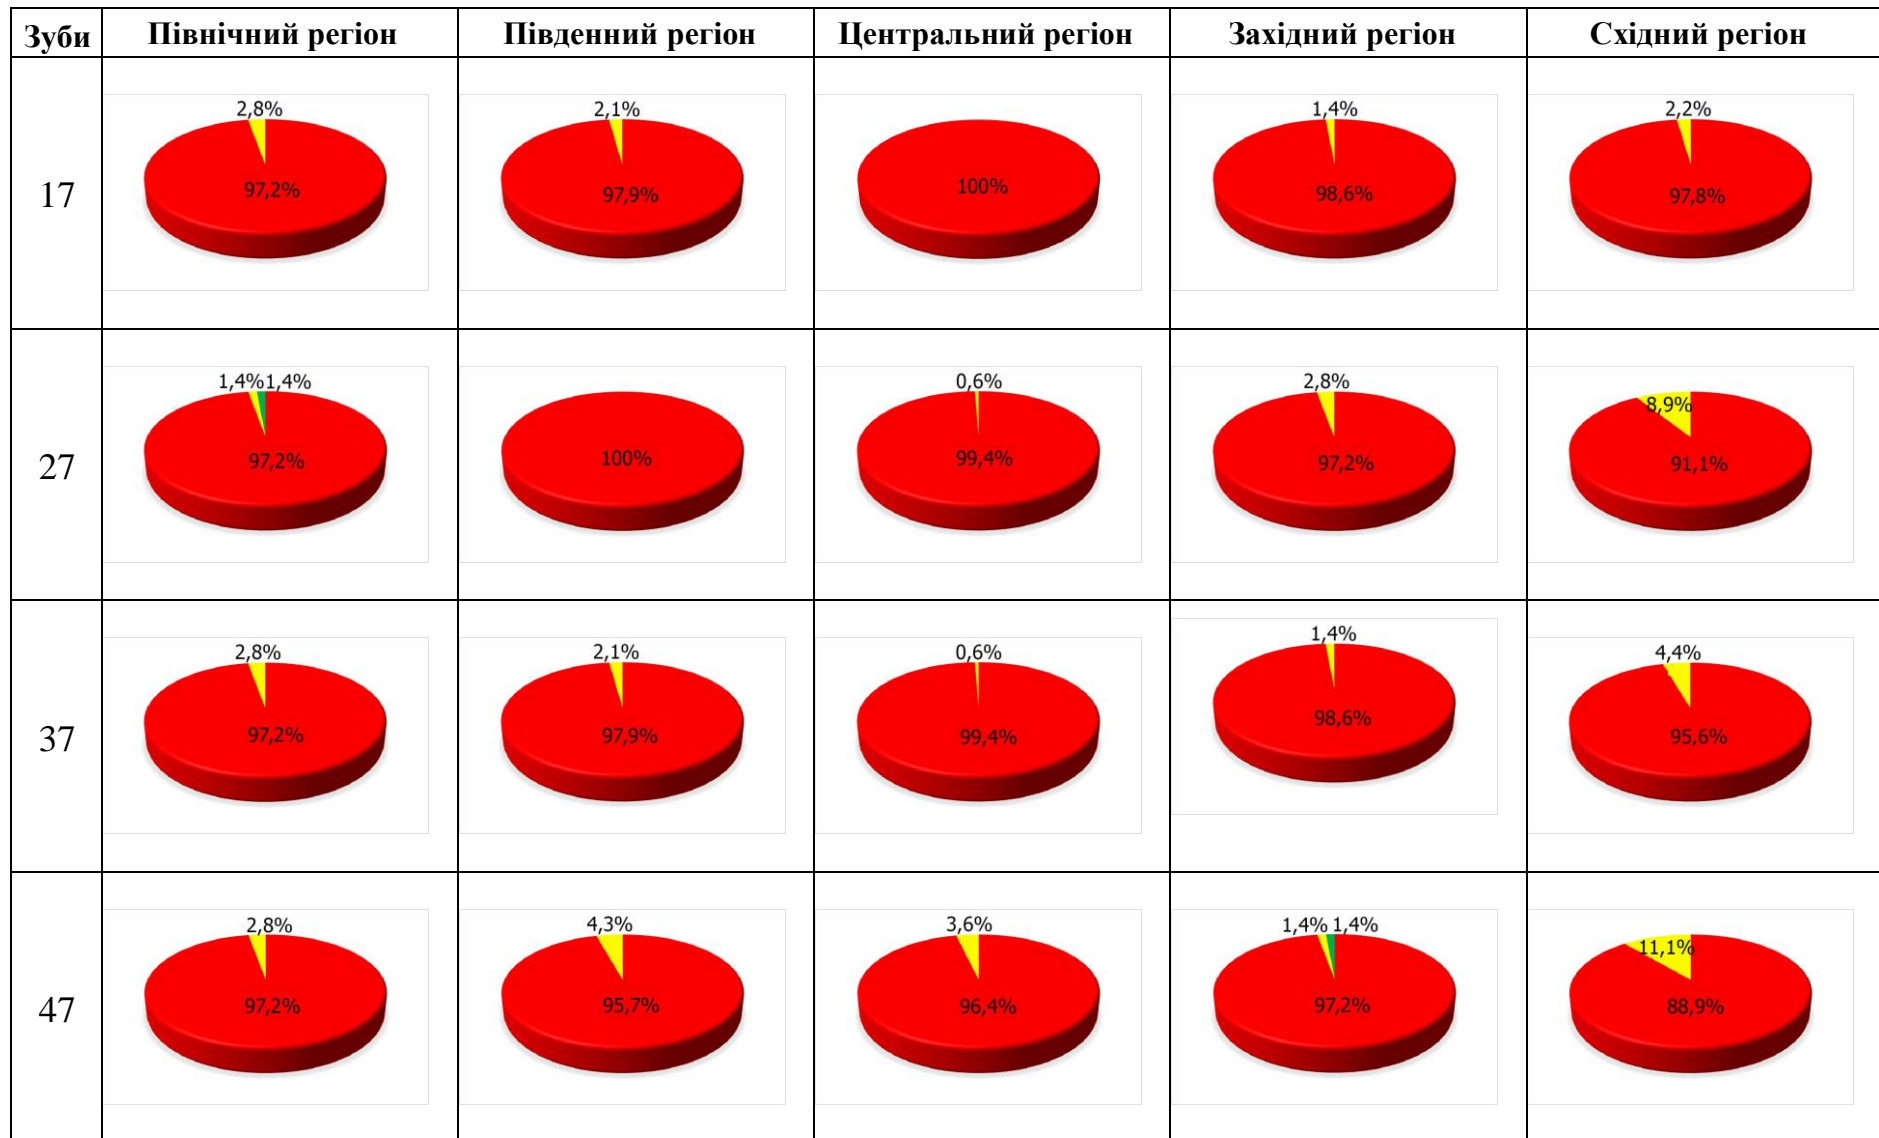 Зуби Північний регіон Південний регіон Центральний регіон Західний регіон Східний регіон
2,8% 2,1% 1,4% 2,2%
17 97,2% 97,9% 100% 98,6% 97,8%
1,4% 1,4% 0,6% 2,8% 8,9%
27 97,2% 100% 99,4% 97,2% 91,1%
2,8% 2,1% 0,6% 1,4% 4,4%
37 97,2% 97,9% 99,4% 98,6% 95,6%
2,8% 4,3% 3,6% 1,4% 1,4% 11,1%
47 97,2% 95,7% 96,4% 97,2% 88,9%